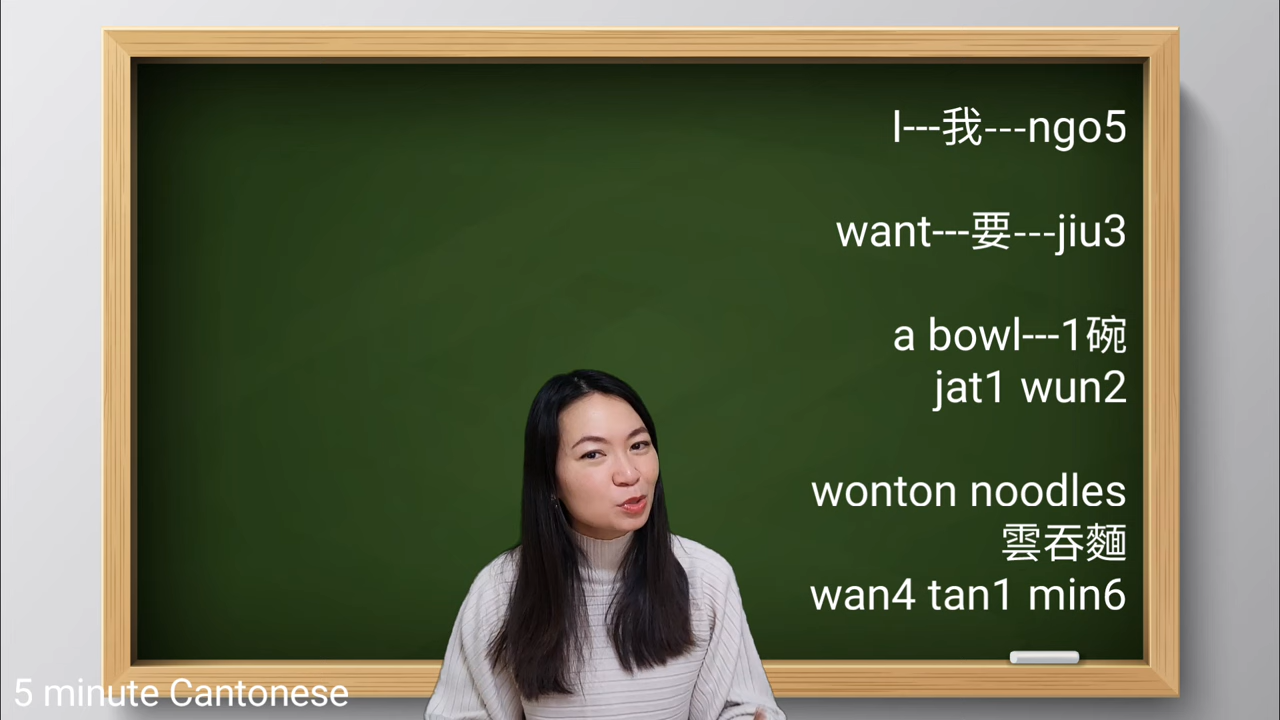 I---我---ngo5
want---要---jiu3
a bowl---1碗
jat1 wun2
wonton noodles
雲吞麵
wan4 tan1 min6
5 minute Cantonese